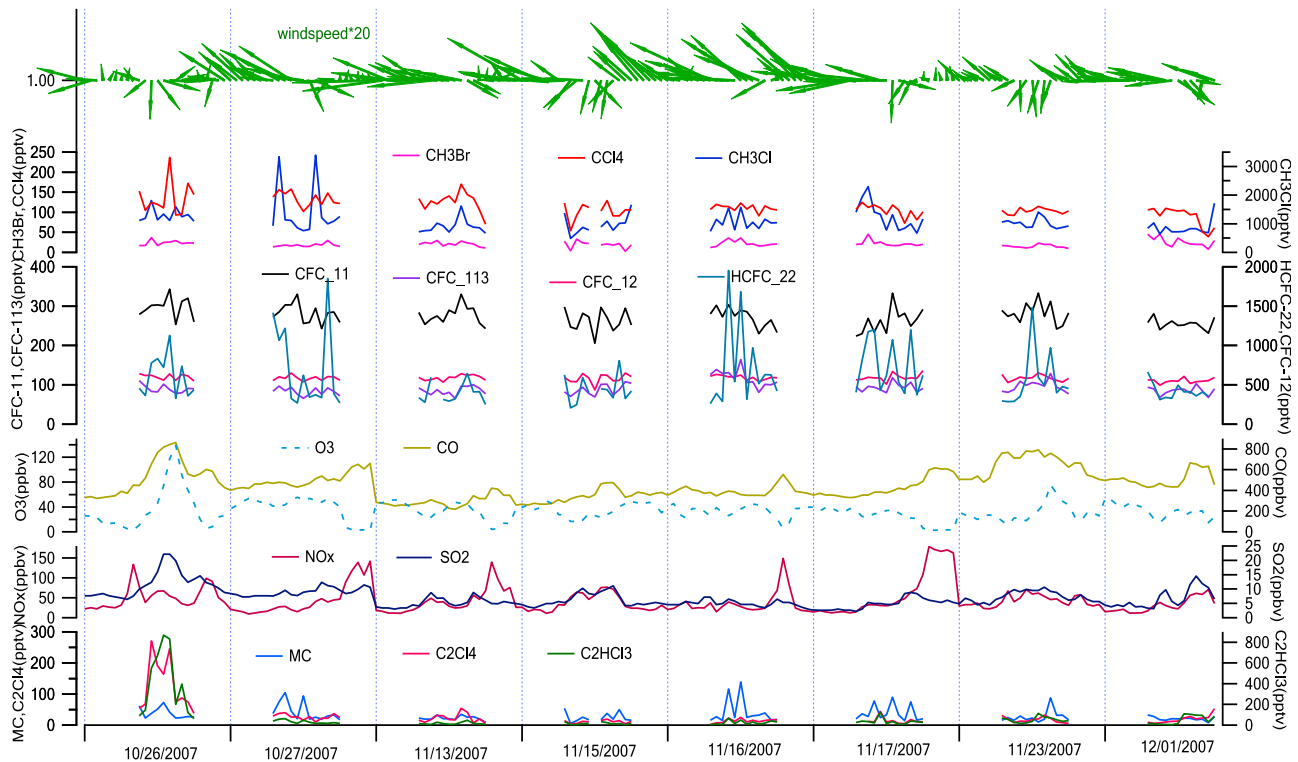 windspeed*20
1.00
CH3Br,CCl4(pptv)
250
200
150
100
50
0
CH3Br
CCl4
CH3Cl
3000
2000
1000
0
CH3Cl(pptv)
CFC-11,CFC-113(pptv)
400
300
200
100
0
CFC_11
CFC_113
CFC_12
HCFC_22
2000
1500
1000
500
0
HCFC-22,CFC-12(pptv)
O3(ppbv)
120
80
40
0
O3
CO
800
600
400
200
0
CO(ppbv)
NOx(ppbv)
150
100
50
0
NOx
SO2
25
20
15
10
5
0
SO2(ppbv)
MC,C2Cl4(pptv)
300
200
100
0
MC
C2Cl4
C2HCl3
800
600
400
200
0
C2HCl3(pptv)
10/26/2007
10/27/2007
11/13/2007
11/15/2007
11/16/2007
11/17/2007
11/23/2007
12/01/2007